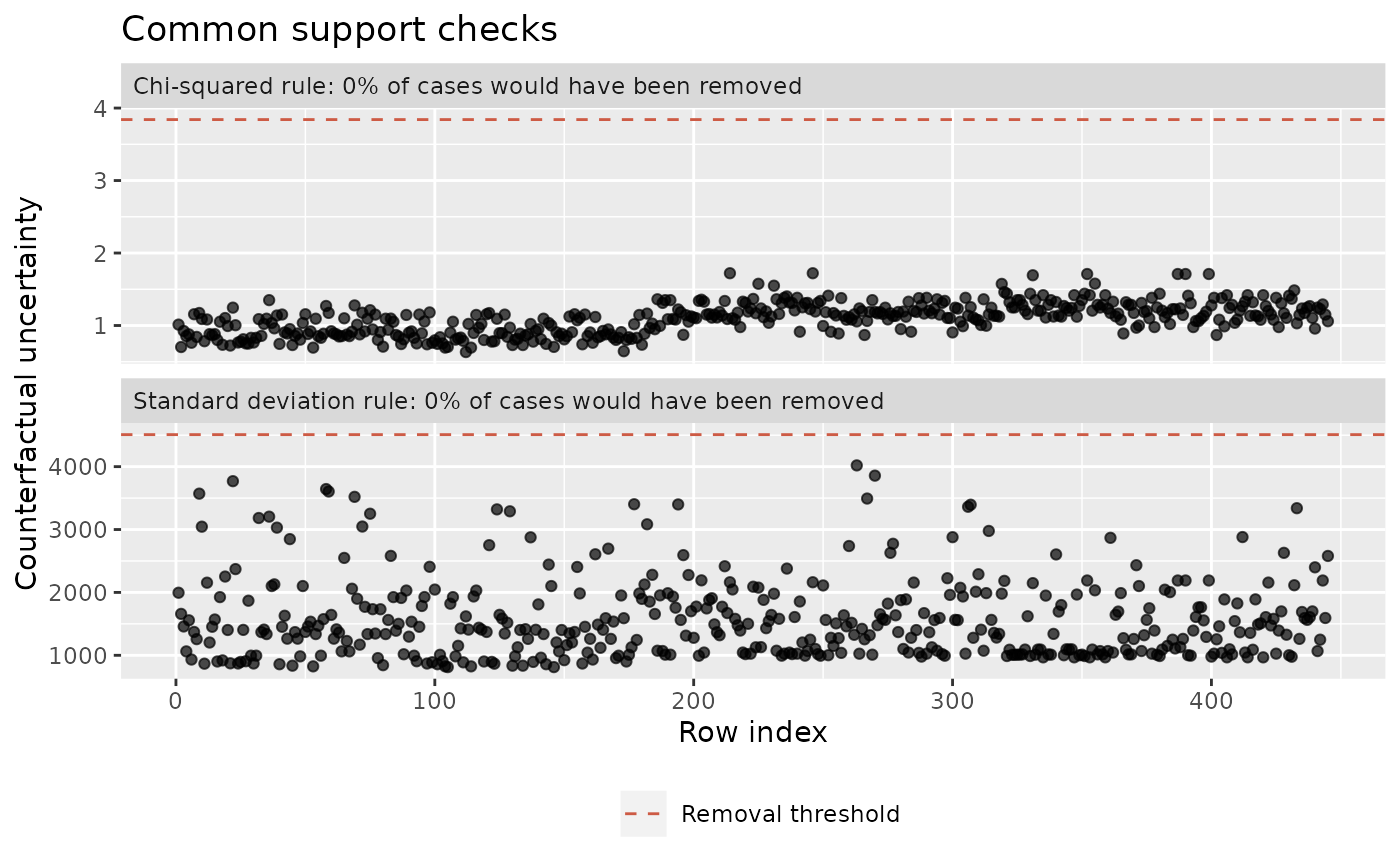 Common support checks
Chi-squared rule: 0% of cases would have been removed
4
3
2
1
Counterfactual uncertainty
Standard deviation rule: 0% of cases would have been removed
4000
3000
2000
1000
0 100 200 300 400
Row index
Removal threshold